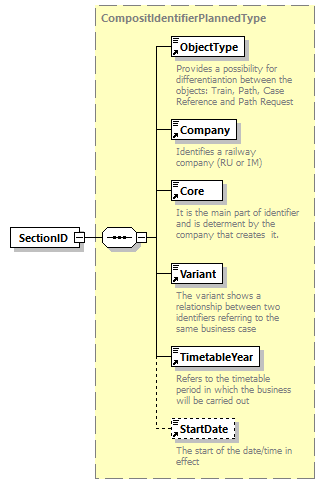 CompositIdentifierPlannedType
ObjectType
Provides a possibility for
differentiantion between the
objects: Train, Path, Case
Reference and Path Request
Company
Identifies a railway
company (RU or IM)
Core
It is the main part of identifier
and is determent by the
company that creates it.
SectionID
Variant
The variant shows a
relationship between two
identifiers referring to the
same business case
TimetableYear
Refers to the timetable
period in which the business
will be carried out
StartDate
The start of the date/time in
effect